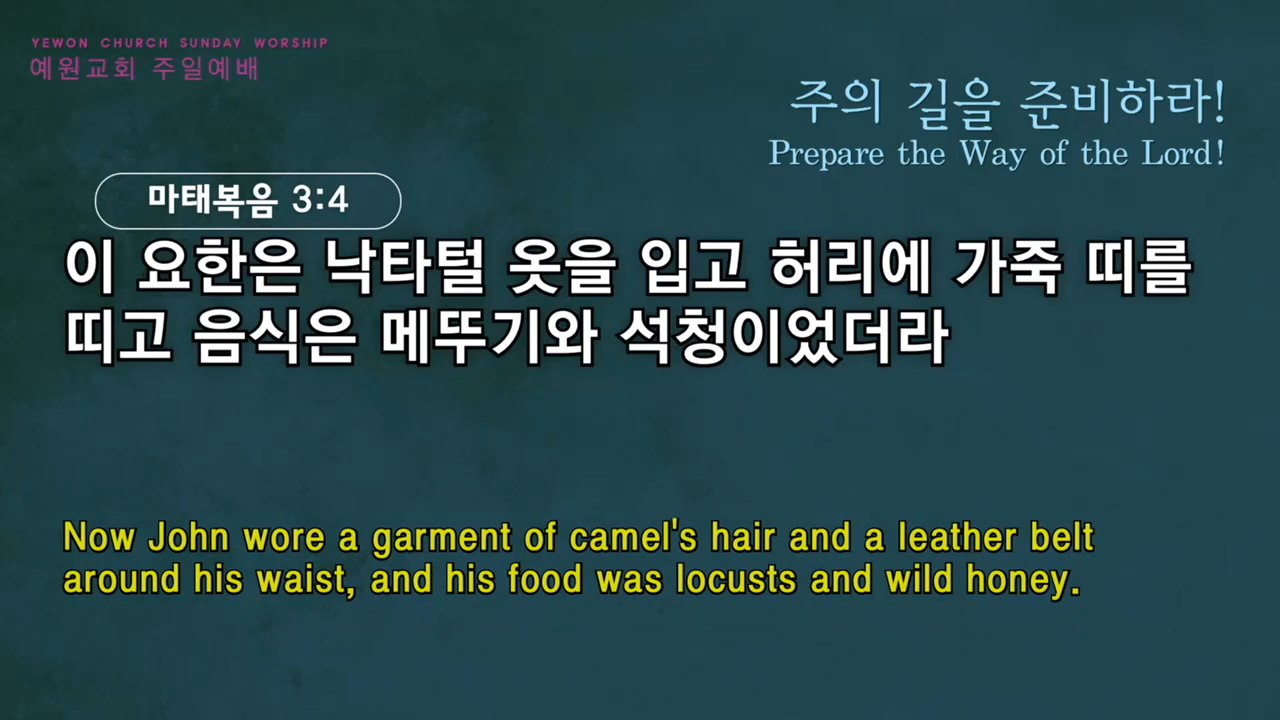 YEWON CHURCH SUNDAY WORSHIP
예원교회 주일예배
주의 길을 준비하라!
Prepare the Way of the Lord!
마태복음 3:4
이 요한은 낙타털 옷을 입고 허리에 가죽 띠를
띠고 음식은 메뚜기와 석청이었더라
Now John wore a garment of camel's hair and a leather belt
around his waist, and his food was locusts and wild honey.